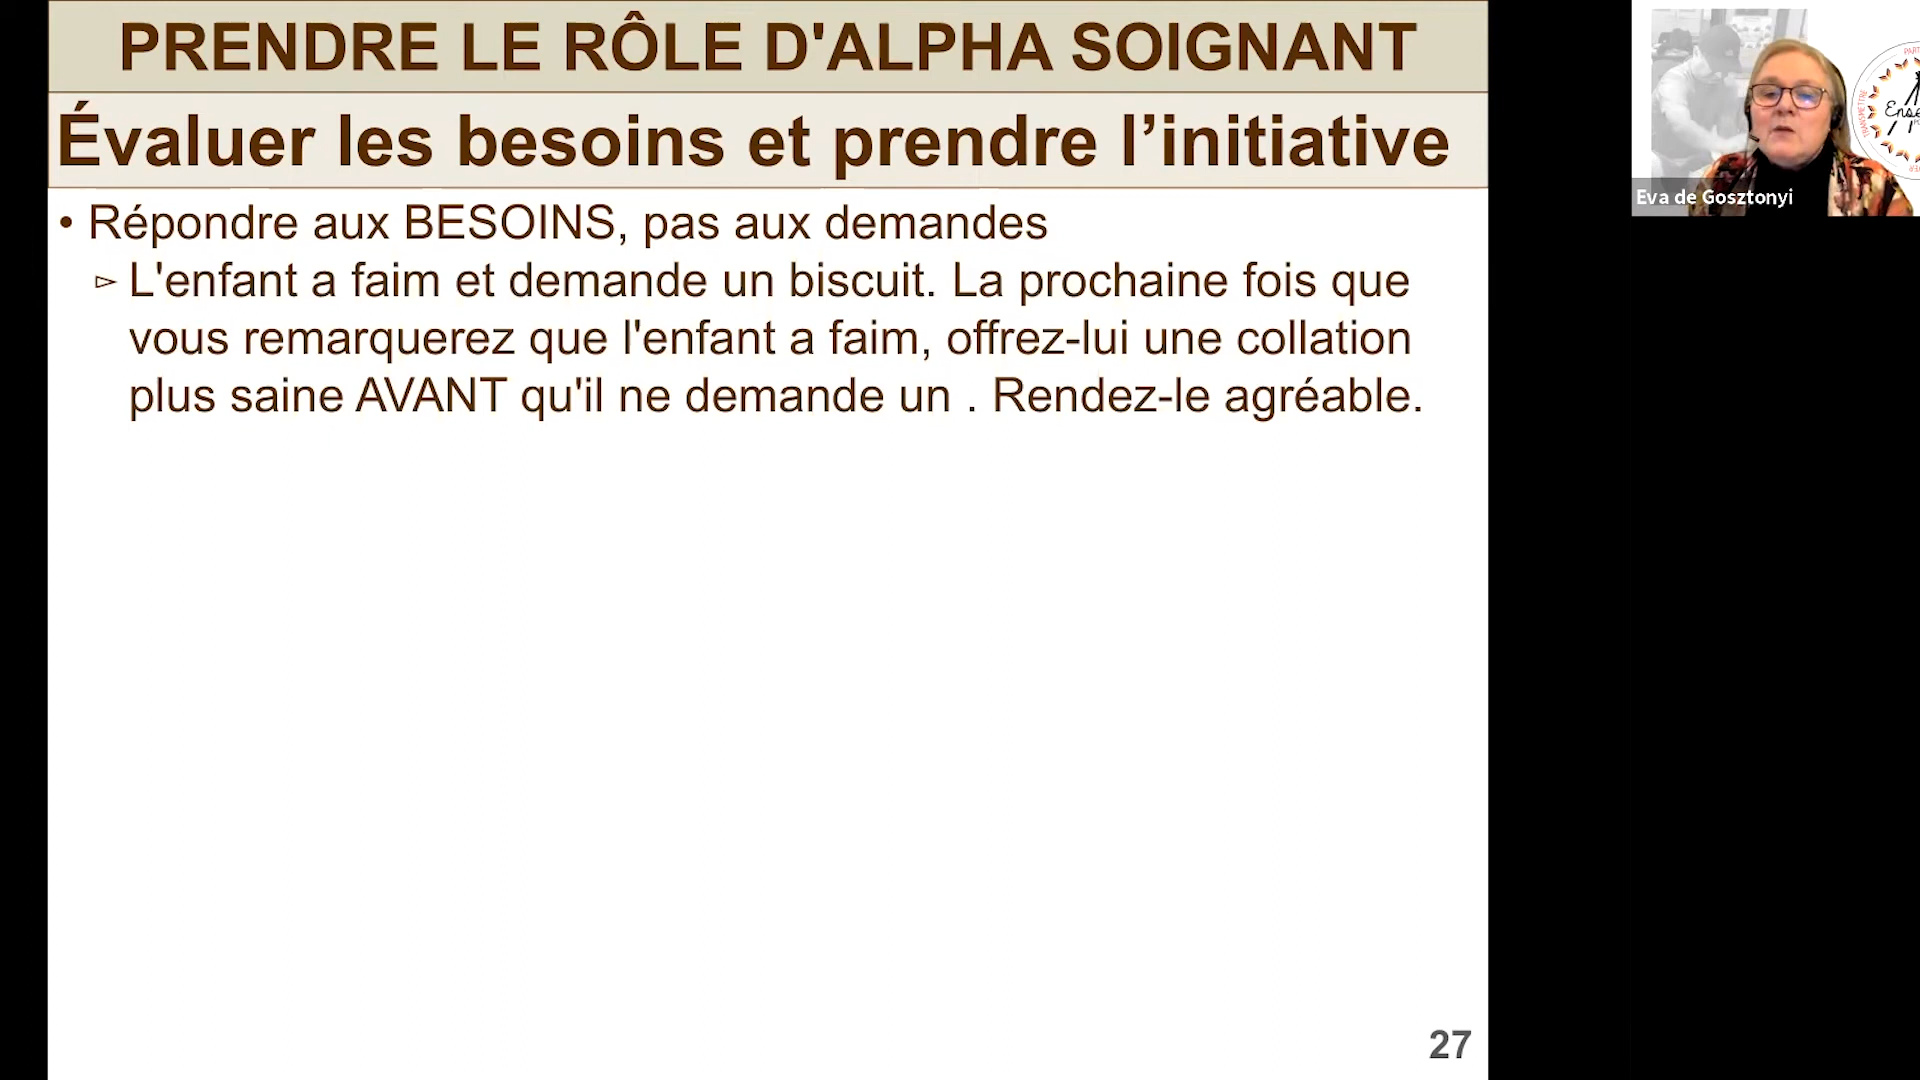 PRENDRE LE RÔLE D'ALPHA SOIGNANT
Évaluer les besoins et prendre l’initiative
• Répondre aux BESOINS, pas aux demandes
▻ L'enfant a faim et demande un biscuit. La prochaine fois que
vous remarquerez que l'enfant a faim, offrez-lui une collation
plus saine AVANT qu'il ne demande un . Rendez-le agréable.
27
Eva de Gosztonyi
TRANSMETTRE